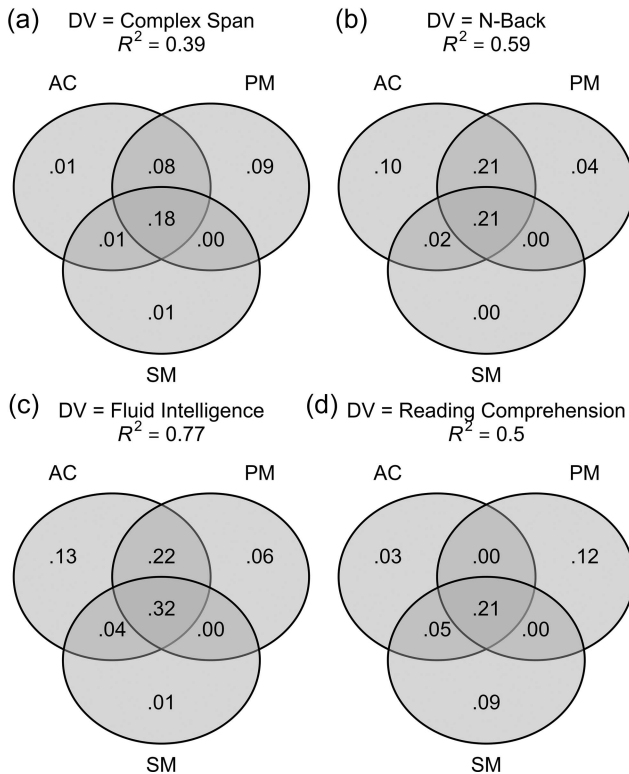 (a) DV = Complex Span
R² = 0.39
AC PM
.01 .08 .09
.18
.01 .00
.01
SM
(b) DV = N-Back
R² = 0.59
AC PM
.10 .21 .04
.21
.02 .00
.00
SM
(c) DV = Fluid Intelligence
R² = 0.77
AC PM
.13 .22 .06
.32
.04 .00
.01
SM
(d) DV = Reading Comprehension
R² = 0.5
AC PM
.03 .00 .12
.21
.05 .00
.09
SM